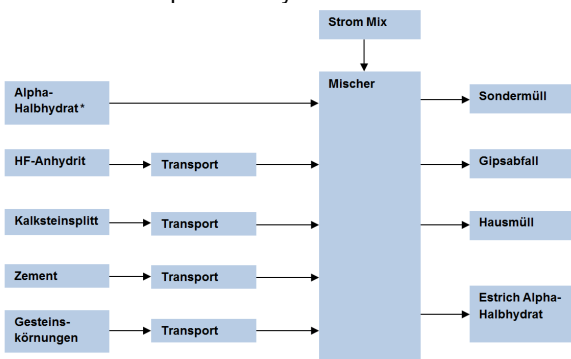 Strom Mix
Mischer
Alpha-
Halbhydrat*
HF-Anhydrit
Transport
Kalksteinsplitt
Transport
Zement
Transport
Gesteins-
körnungen
Transport
Sondermüll
Gipsabfall
Hausmüll
Estrich Alpha-
Halbhydrat